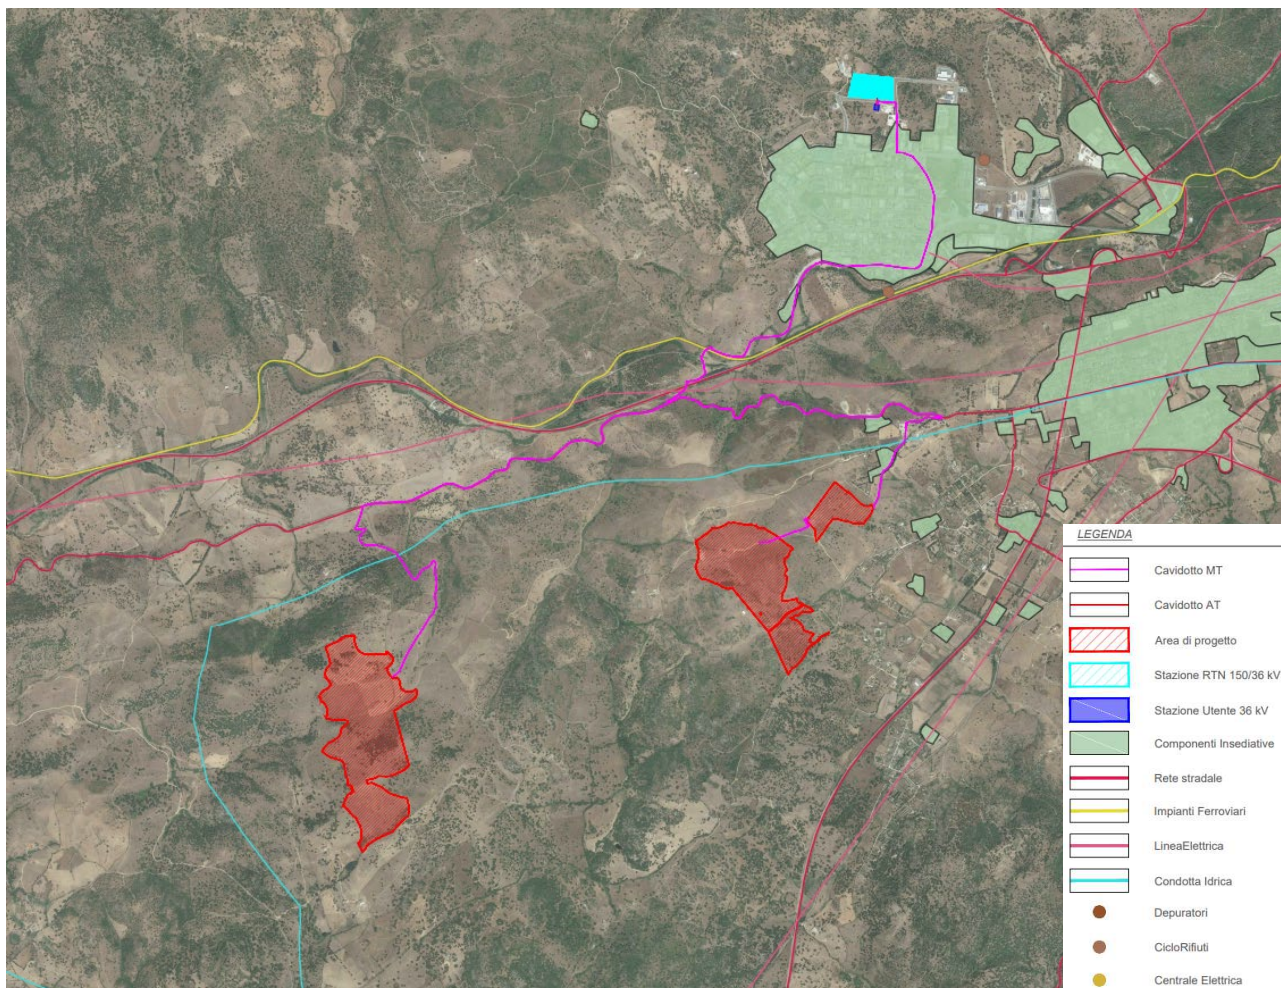 LEGENDA
Cavidotto MT
Cavidotto AT
Area di progetto
Stazione RTN 150/36 kV
Stazione Utente 36 kV
Componenti Insediative
Rete stradale
Impianti Ferroviari
LineaElettrica
Condotta Idrica
Depuratori
CicloRifiuti
Centrale Elettrica